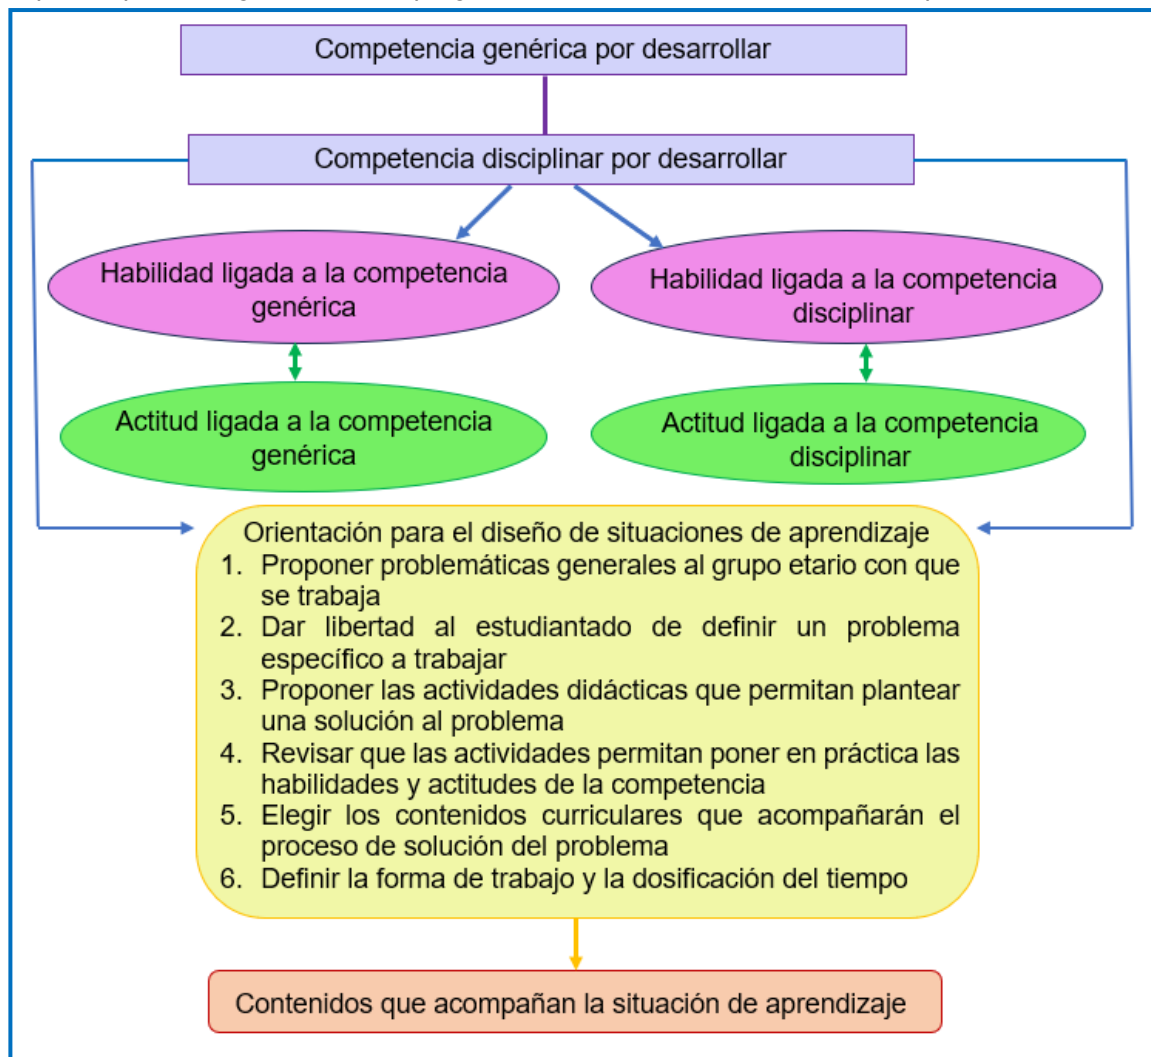 Competencia genérica por desarrollar
Competencia disciplinar por desarrollar
Habilidad ligada a la competencia
genérica
Habilidad ligada a la competencia
disciplinar
Actitud ligada a la competencia
genérica
Actitud ligada a la competencia
disciplinar
Orientación para el diseño de situaciones de aprendizaje
1. Proponer problemáticas generales al grupo etario con que
se trabaja
2. Dar libertad al estudiantado de definir un problema
específico a trabajar
3. Proponer las actividades didácticas que permitan plantear
una solución al problema
4. Revisar que las actividades permitan poner en práctica las
habilidades y actitudes de la competencia
5. Elegir los contenidos curriculares que acompañarán el
proceso de solución del problema
6. Definir la forma de trabajo y la dosificación del tiempo
Contenidos que acompañan la situación de aprendizaje